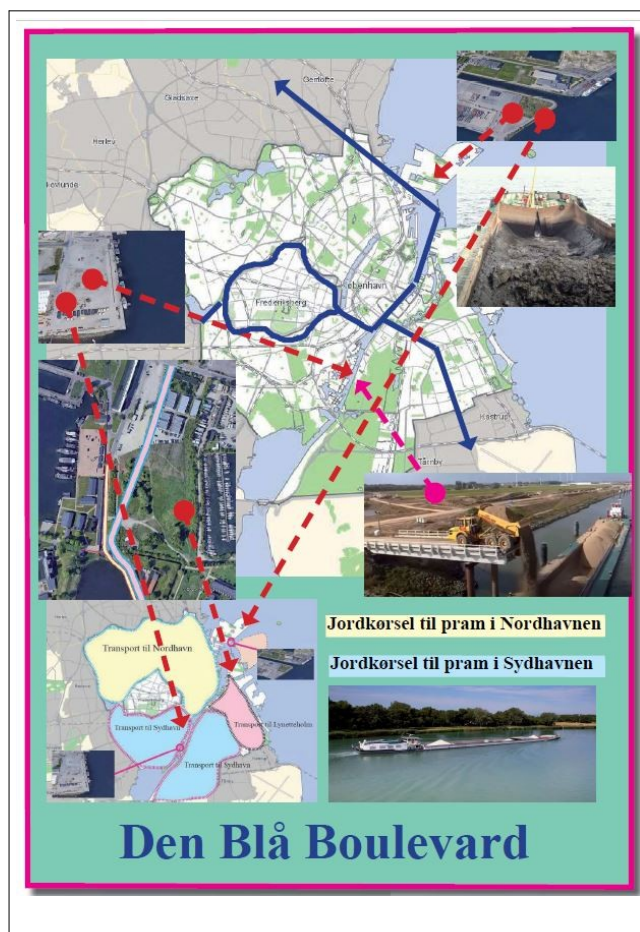 Gentofte
Gladsaxe
Herlev
Frederiksberg
København
Kastrup
Tårnby
Transport til Nordhavn
Transport til Sydhavn
Transport til Lynetteholm
Transport til Sydhavn
Jordkørsel til pram i Nordhavnen
Jordkørsel til pram i Sydhavnen
Den Blå Boulevard